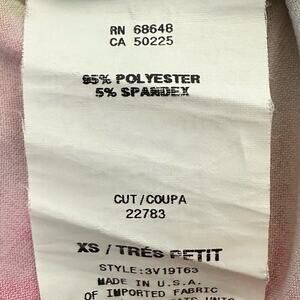 RN 68648
CA 50225
95% POLYESTER
5% SPANDEX
CUT/COUPA
22783
XS / TRÉS PETIT
STYLE:3V19T63
MADE IN U.S.A.
OF IMPORTED FABRIC